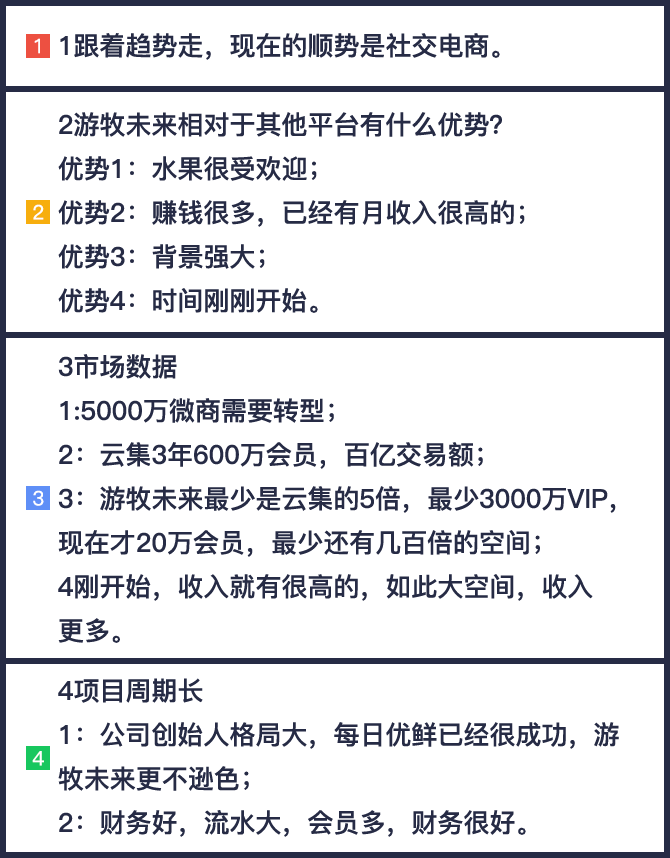 1 1跟着趋势走，现在的顺势是社交电商。
2游牧未来相对于其他平台有什么优势？
优势1：水果很受欢迎；
2 优势2：赚钱很多，已经有月收入很高的；
优势3：背景强大；
优势4：时间刚刚开始。
3市场数据
1:5000万微商需要转型；
2：云集3年600万会员，百亿交易额；
3 3：游牧未来最少是云集的5倍，最少3000万VIP，
现在才20万会员，最少还有几百倍的空间；
4刚开始，收入就有很高的，如此大空间，收入
更多。
4项目周期长
1：公司创始人格局大，每日优鲜已经很成功，游
4 牧未来更不逊色；
2：财务好，流水大，会员多，财务很好。